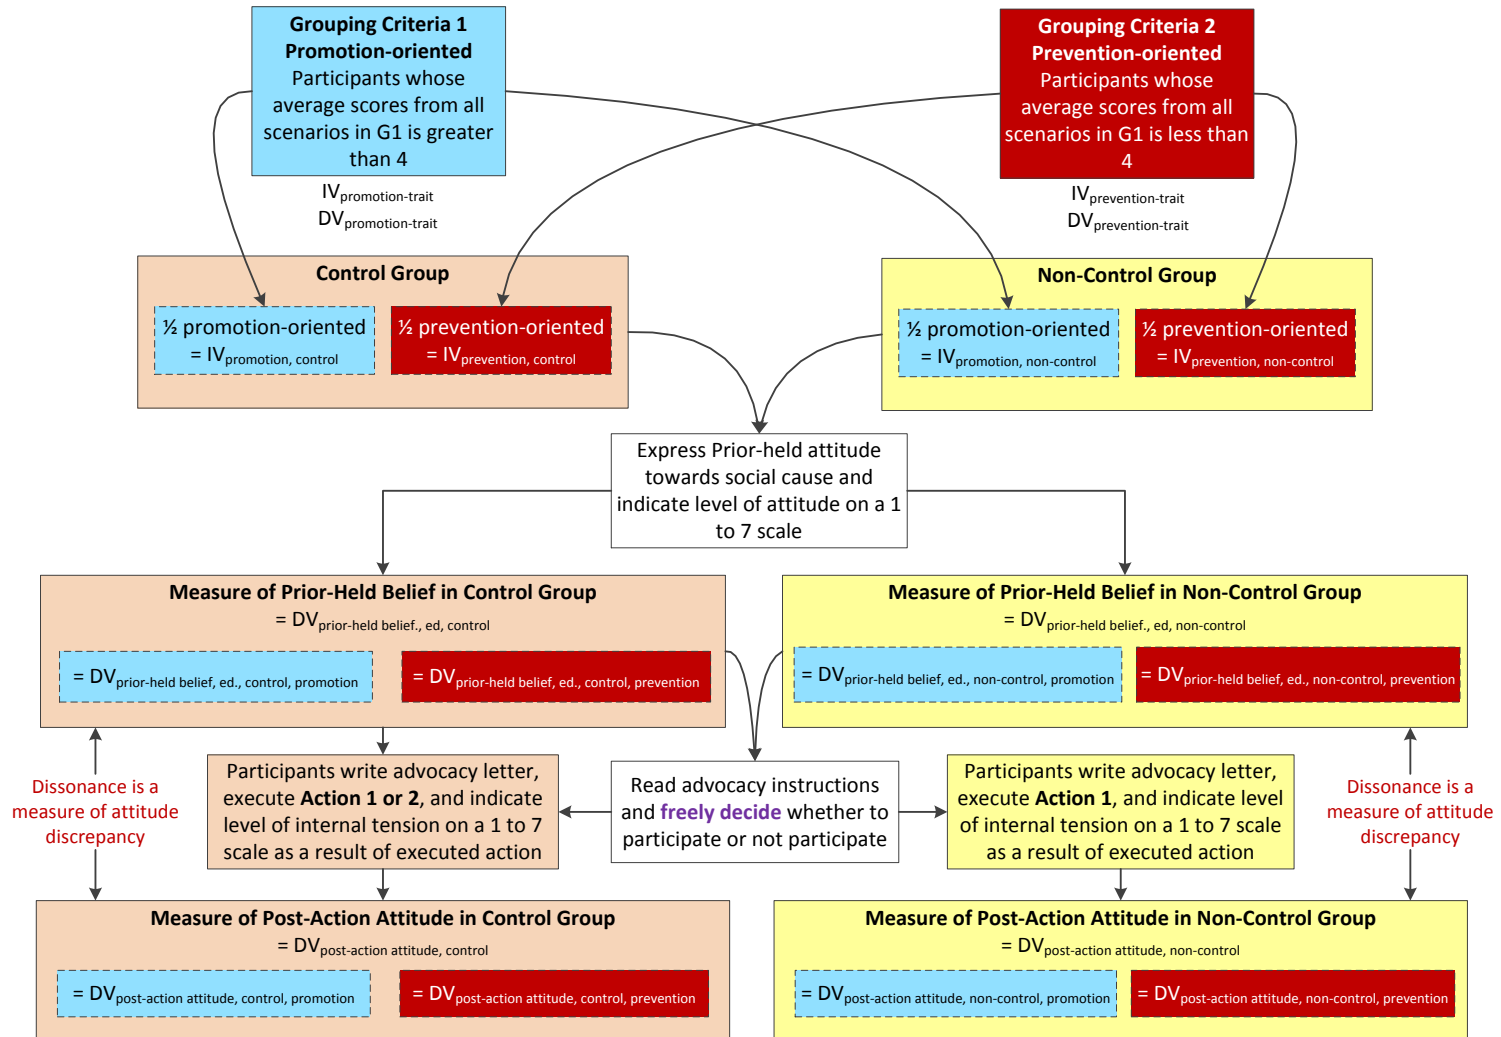 Grouping Criteria 1
Promotion-oriented
Participants whose
average scores from all
scenarios in G1 is greater
than 4
Grouping Criteria 2
Prevention-oriented
Participants whose
average scores from all
scenarios in G1 is less than
4
IVpromotion-trait
DVpromotion-trait
IVprevention-trait
DVprevention-trait
Control Group
½ promotion-oriented
= IVpromotion, control
½ prevention-oriented
= IVprevention, control
Non-Control Group
½ promotion-oriented
= IVpromotion, non-control
½ prevention-oriented
= IVprevention, non-control
Express Prior-held attitude
towards social cause and
indicate level of attitude on a 1
to 7 scale
Measure of Prior-Held Belief in Control Group
= DVprior-held belief., ed, control
= DVprior-held belief, ed., control, promotion
= DVprior-held belief, ed., control, prevention
Measure of Prior-Held Belief in Non-Control Group
= DVprior-held belief., ed, non-control
= DVprior-held belief, ed., non-control, promotion
= DVprior-held belief, ed., non-control, prevention
Dissonance is a
measure of attitude
discrepancy
Participants write advocacy letter,
execute Action 1 or 2, and indicate
level of internal tension on a 1 to 7
scale as a result of executed action
Read advocacy instructions
and freely decide whether to
participate or not participate
Participants write advocacy letter,
execute Action 1, and indicate level
of internal tension on a 1 to 7 scale
as a result of executed action
Dissonance is a
measure of attitude
discrepancy
Measure of Post-Action Attitude in Control Group
= DVpost-action attitude, control
= DVpost-action attitude, control, promotion
= DVpost-action attitude, control, prevention
Measure of Post-Action Attitude in Non-Control Group
= DVpost-action attitude, non-control
= DVpost-action attitude, non-control, promotion
= DVpost-action attitude, non-control, prevention